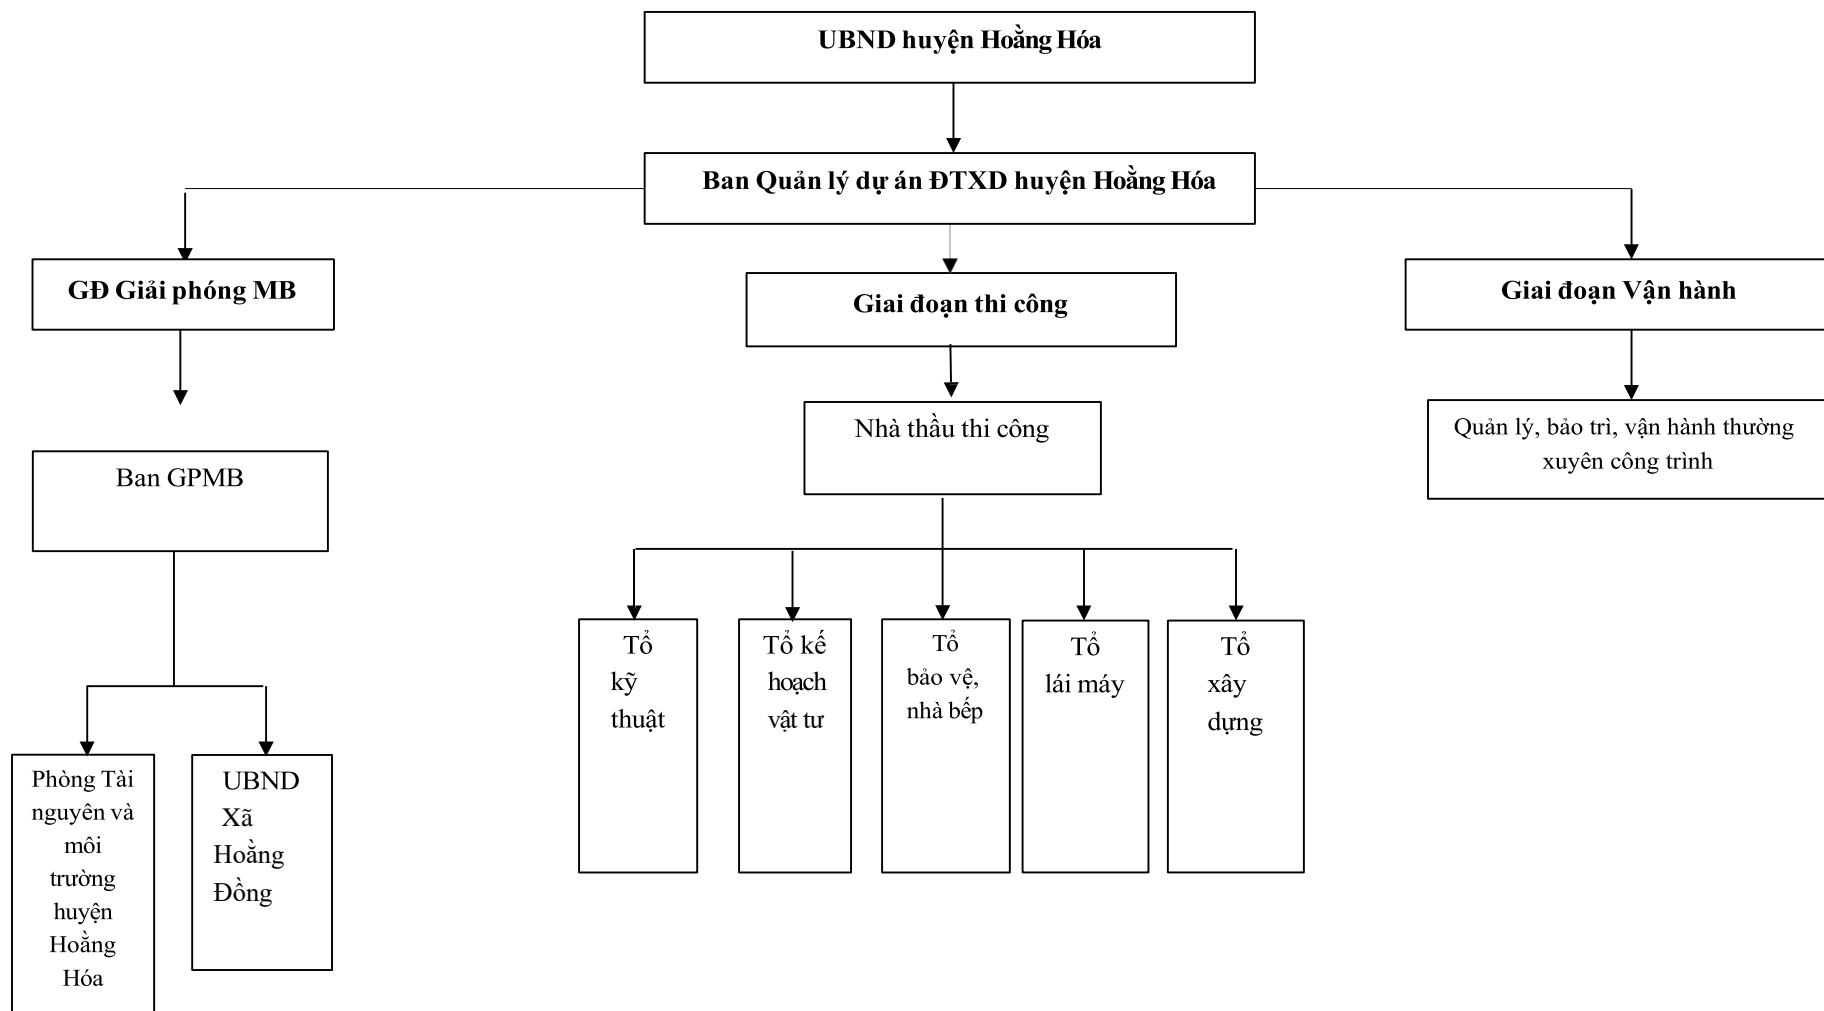 UBND huyện Hoằng Hóa
Ban Quản lý dự án ĐTXD huyện Hoằng Hóa
GĐ Giải phóng MB
Giai đoạn thi công
Giai đoạn Vận hành
Ban GPMB
Nhà thầu thi công
Quản lý, bảo trì, vận hành thường
xuyên công trình
Phòng Tài
nguyên và
môi
trường
huyện
Hoằng
Hóa
UBND
Xã
Hoằng
Đồng
Tổ
kỹ
thuật
Tổ kế
hoạch
vật tư
Tổ
bảo vệ,
nhà bếp
Tổ
lái máy
Tổ
xây
dựng